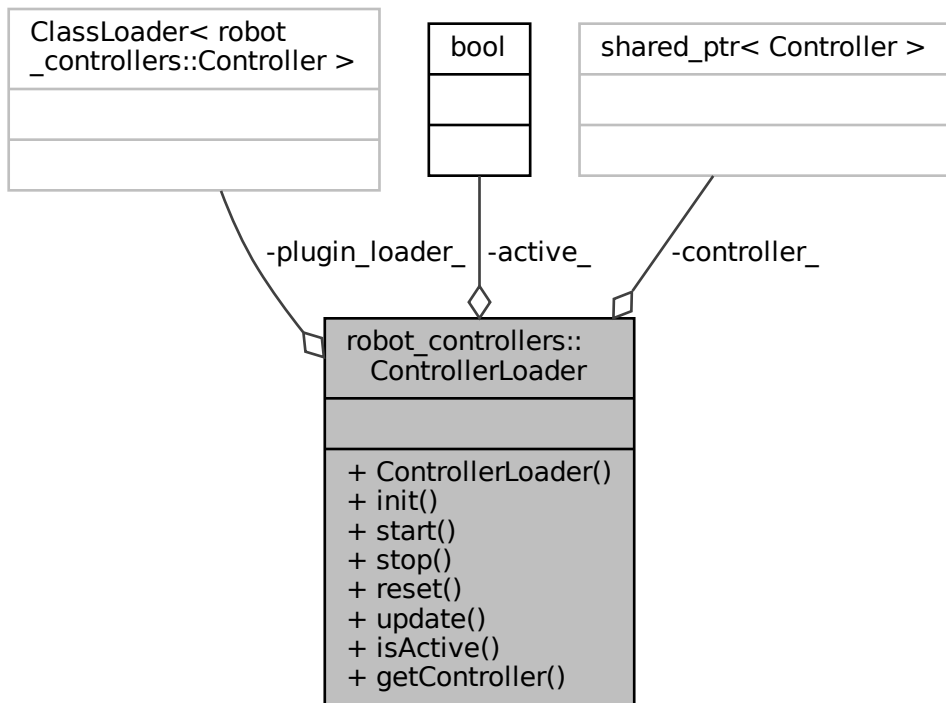 ClassLoader< robot
_controllers::Controller >
bool
shared_ptr< Controller >
-plugin_loader_
-active_
-controller_
robot_controllers::
ControllerLoader
+ ControllerLoader()
+ init()
+ start()
+ stop()
+ reset()
+ update()
+ isActive()
+ getController()